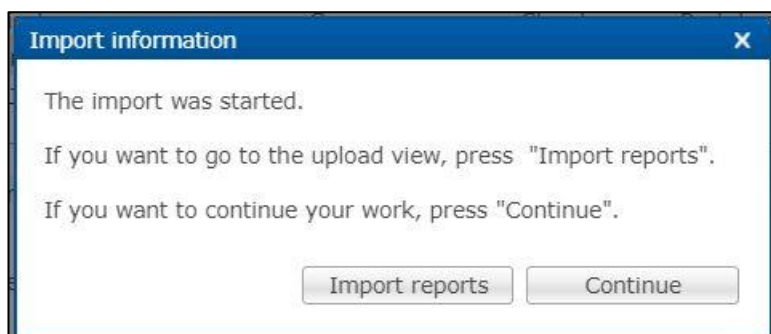 Import information X
The import was started.
If you want to go to the upload view, press "Import reports".
If you want to continue your work, press "Continue".
Import reports Continue